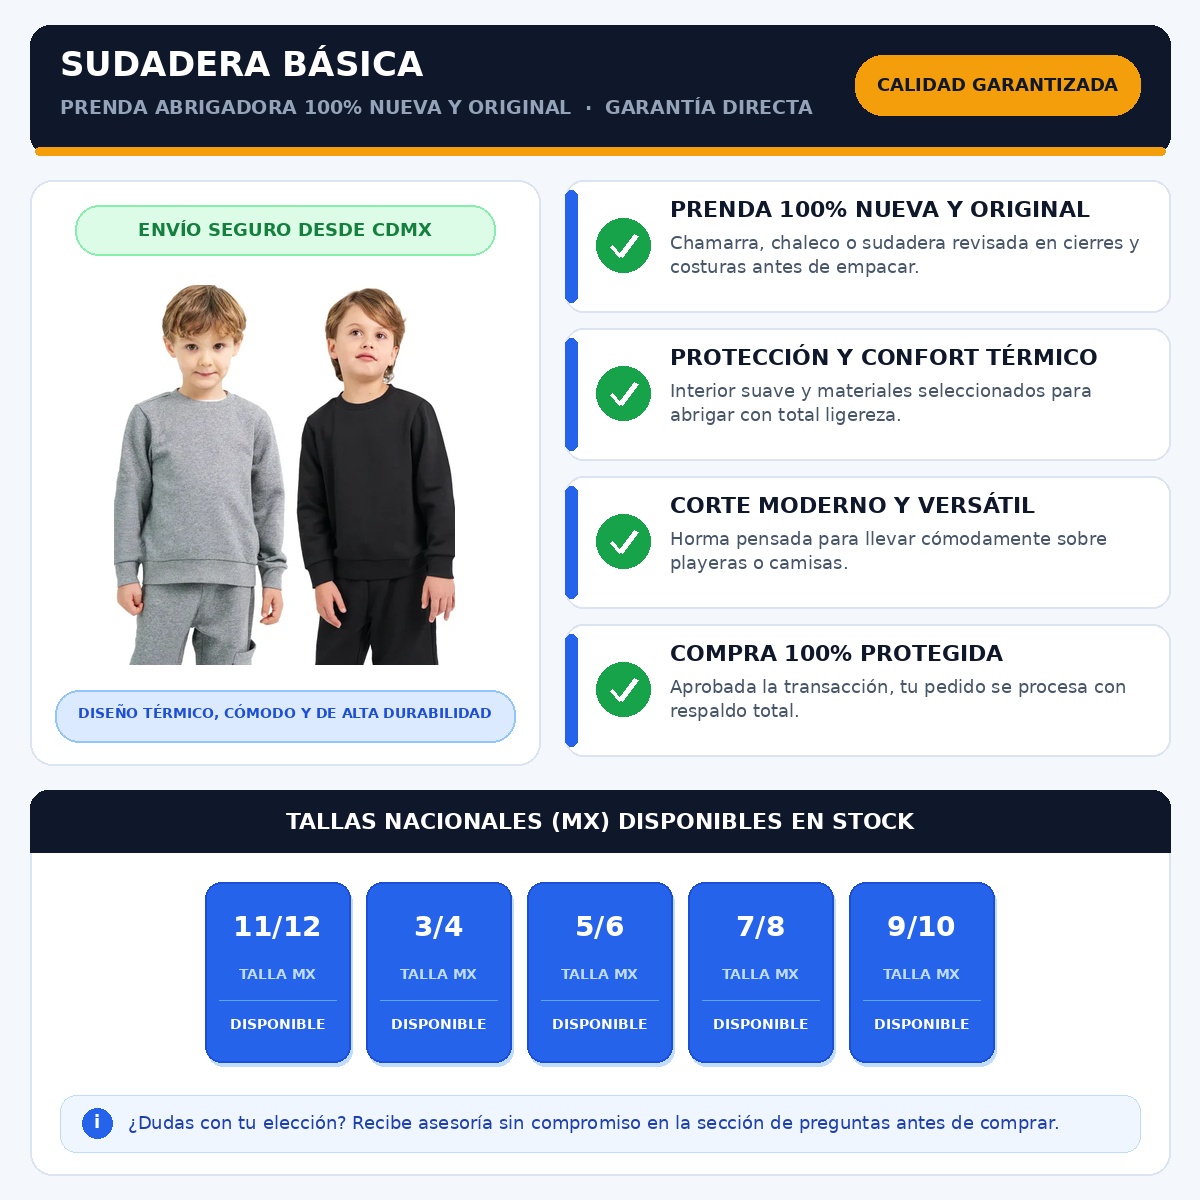 SUDADERA BÁSICA
PRENDA ABRIGADORA 100% NUEVA Y ORIGINAL · GARANTÍA DIRECTA
CALIDAD GARANTIZADA
ENVÍO SEGURO DESDE CDMX
DISEÑO TÉRMICO, CÓMODO Y DE ALTA DURABILIDAD
PRENDA 100% NUEVA Y ORIGINAL
Chamarra, chaleco o sudadera revisada en cierres y
costuras antes de empacar.
PROTECCIÓN Y CONFORT TÉRMICO
Interior suave y materiales seleccionados para
abrigar con total ligereza.
CORTE MODERNO Y VERSÁTIL
Horma pensada para llevar cómodamente sobre
playeras o camisas.
COMPRA 100% PROTEGIDA
Aprobada la transacción, tu pedido se procesa con
respaldo total.
TALLAS NACIONALES (MX) DISPONIBLES EN STOCK
11/12
TALLA MX
DISPONIBLE
3/4
TALLA MX
DISPONIBLE
5/6
TALLA MX
DISPONIBLE
7/8
TALLA MX
DISPONIBLE
9/10
TALLA MX
DISPONIBLE
i ¿Dudas con tu elección? Recibe asesoría sin compromiso en la sección de preguntas antes de comprar.